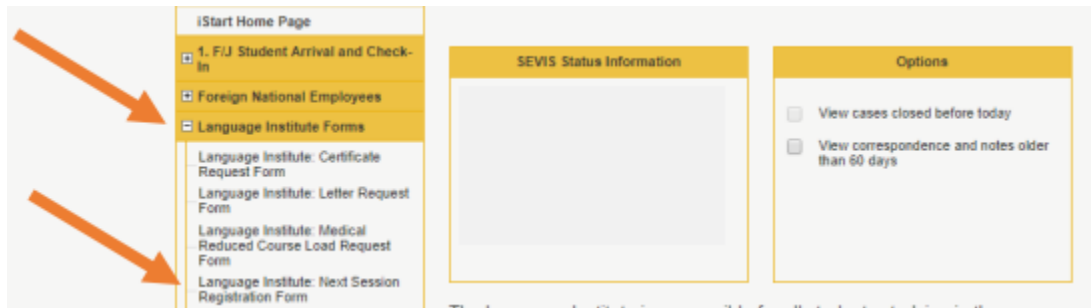 iStart Home Page
1. F/J Student Arrival and Check-
In
Foreign National Employees
Language Institute Forms
Language Institute: Certificate
Request Form
Language Institute: Letter Request
Form
Language Institute: Medical
Reduced Course Load Request
Form
Language Institute: Next Session
Registration Form
SEVIS Status Information
Options
View cases closed before today
View correspondence and notes older
than 60 days